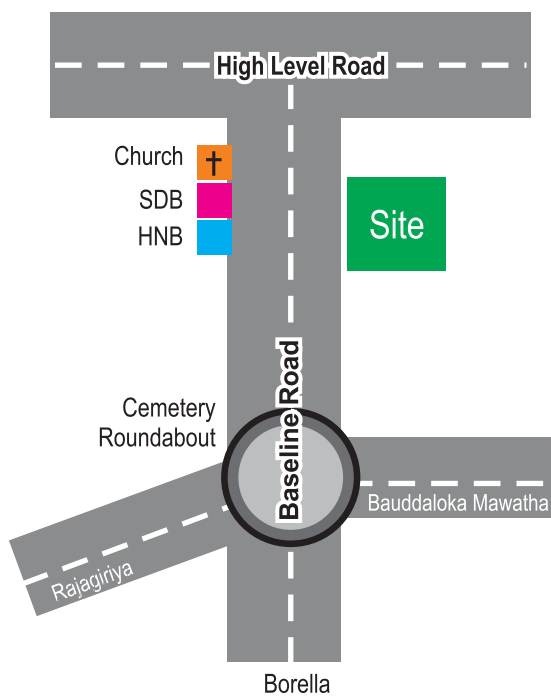 High Level Road
Church
SDB
HNB
Site
Baseline Road
Cemetery
Roundabout
Bauddaloka Mawatha
Rajagiriya
Borella